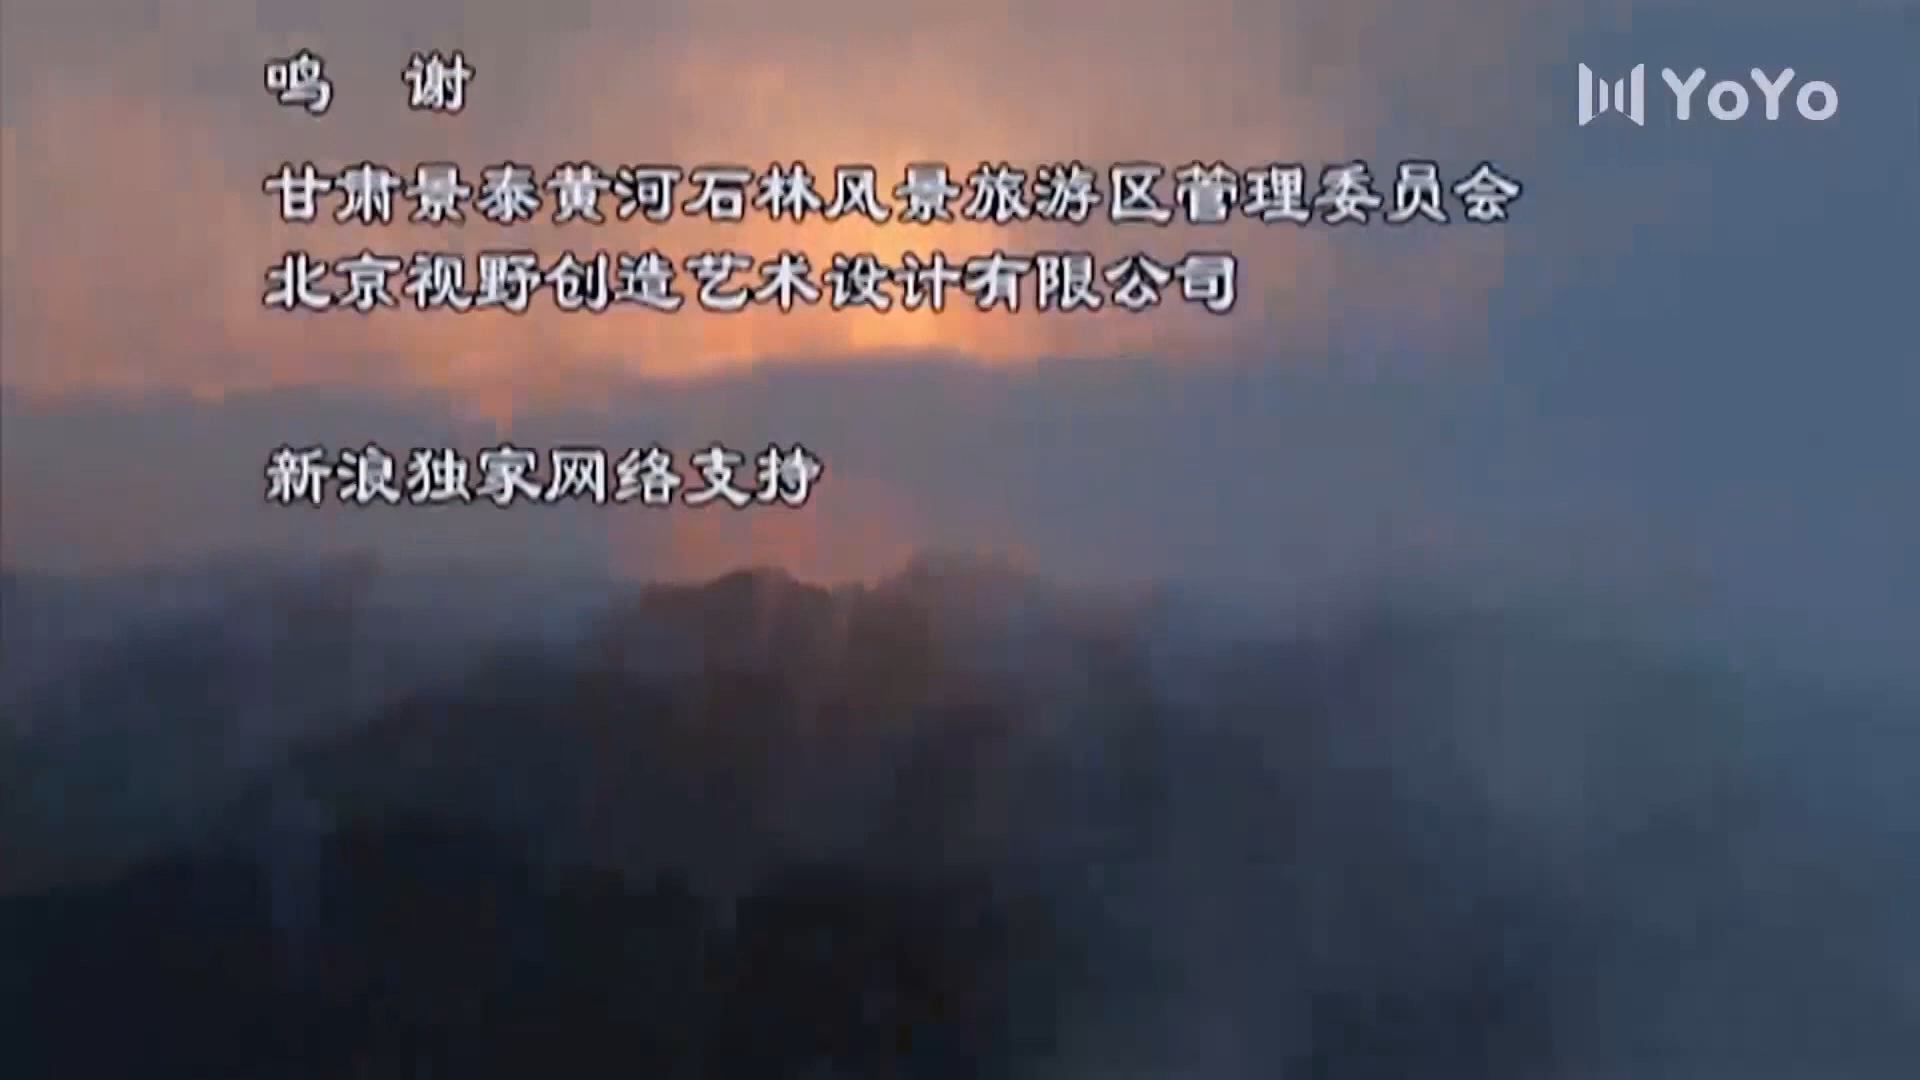 鸣 谢
YoYo
甘肃景泰黄河石林风景旅游区管理委员会
北京视野创造艺术设计有限公司
新浪独家网络支持